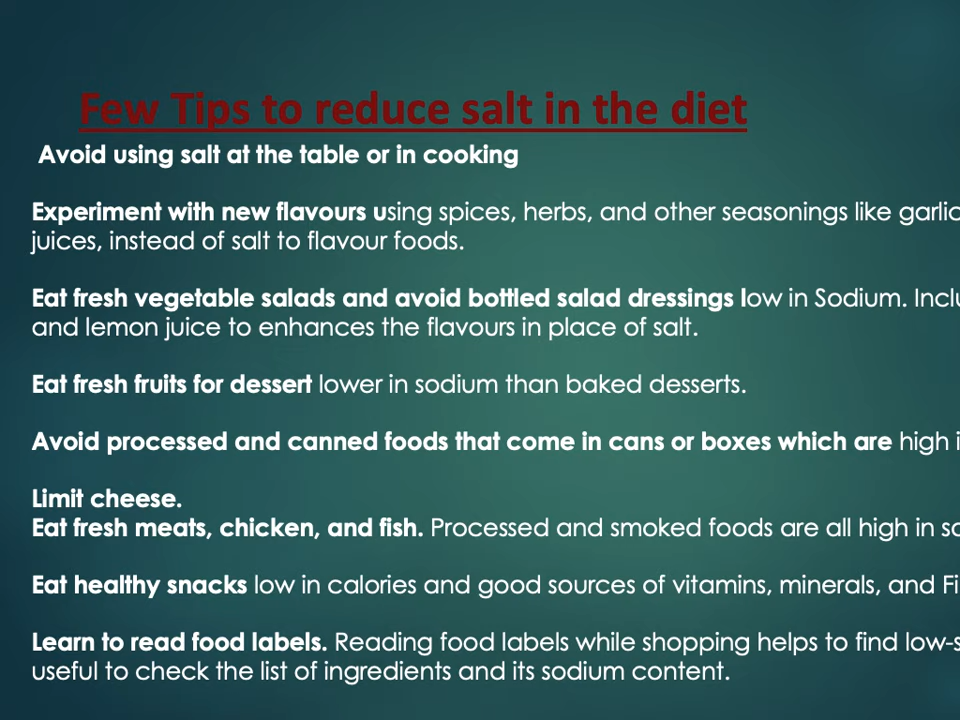 Few Tips to reduce salt in the diet
Avoid using salt at the table or in cooking
Experiment with new flavours using spices, herbs, and other seasonings like
juices, instead of salt to flavour foods.
Eat fresh vegetable salads and avoid bottled salad dressings low in Sodium.
and lemon juice to enhances the flavours in place of salt.
Eat fresh fruits for dessert lower in sodium than baked desserts.
Avoid processed and canned foods that come in cans or boxes which are high
Limit cheese.
Eat fresh meats, chicken, and fish. Processed and smoked foods are all high in
Eat healthy snacks low in calories and good sources of vitamins, minerals, and
Learn to read food labels. Reading food labels while shopping helps to find
useful to check the list of ingredients and its sodium content.